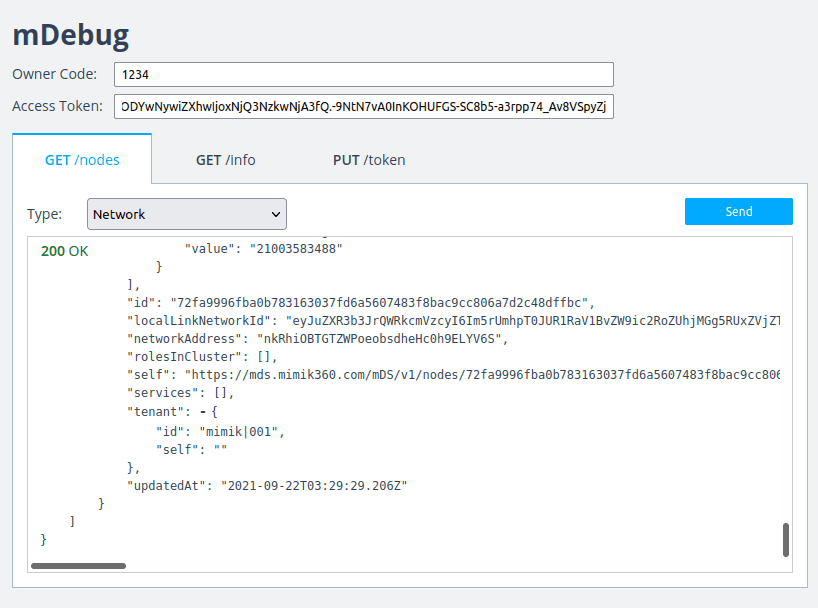 mDebug
Owner Code: 1234
Access Token: ODYwNywiZXhwIjoxNjQ3NzkwNjA3fQ.-9NtN7vA0InKOHUFGS-SC8b5-a3rpp74_Av8VSpyZj
GET /nodes GET /info PUT /token
Type: Network Send
200 OK "value": "21003583488"
}
],
"id": "72fa9996fba0b783163037fd6a5607483f8bac9cc806a7d2c48dffbc",
"localLinkNetworkId": "eyJuZXR3b3JrQWRkcmVzcyI6Im5rUmhpT0JUR1RaV1BvZW9ic2RoZUhjMGg5RUxZVjZT
"networkAddress": "nkRhiOBTGTZWPoeobsdheHc0h9ELYV6S",
"rolesInCluster": [],
"self": "https://mds.mimik360.com/mDS/v1/nodes/72fa9996fba0b783163037fd6a5607483f8bac9cc806
"services": [],
"tenant": - {
"id": "mimik|001",
"self": ""
},
"updatedAt": "2021-09-22T03:29:29.206Z"
}
]
}